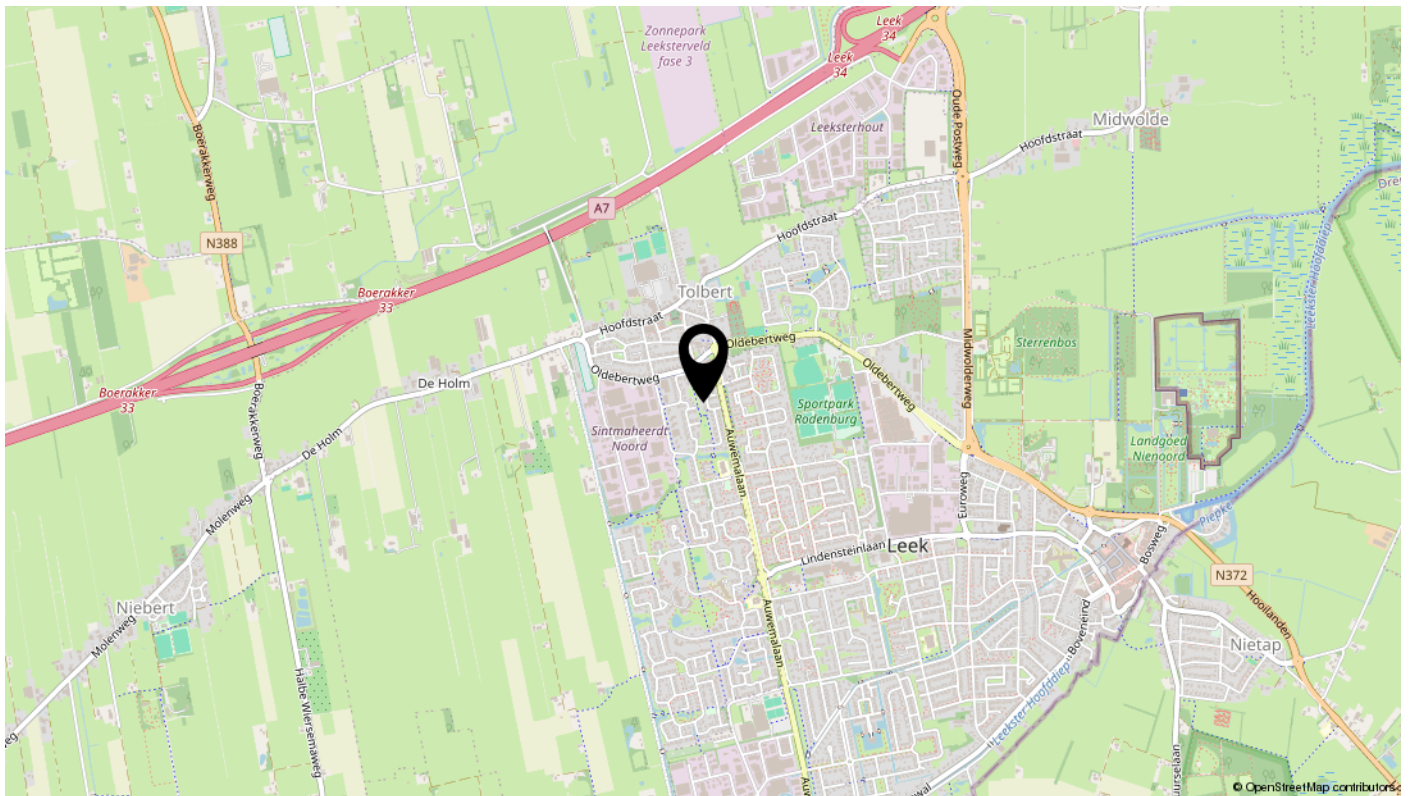 Zonnepark
Leeksterveld
fase 3
Leek
34
Leek
34
Oude Postweg
Leeksterhout
Midwolde
Hoofdstraat
Boerakkerweg
A7
N388
Hoofdstraat
Tolbert
Boerakker
33
Hoofdstraat
Oldebertweg
Oldebertweg
Oldebertweg
De Holm
Boerakker
33
Boerakkerweg
De Holm
Midwolderweg
Sterrenbos
Leekster Hoofddiep
Sportpark
Rodenburg
Sintmaheerdt
Noord
Auwemalaan
Landgoed
Nienoord
Molenweg
Euroweg
Piepke
Lindensteinlaan
Leek
Bosweg
N372
Hooilanden
Niebert
Molenweg
Auwemalaan
Boveneind
Nietap
Halbe Wiersemaweg
Leekster Hoofddiep
© OpenStreetMap contributors